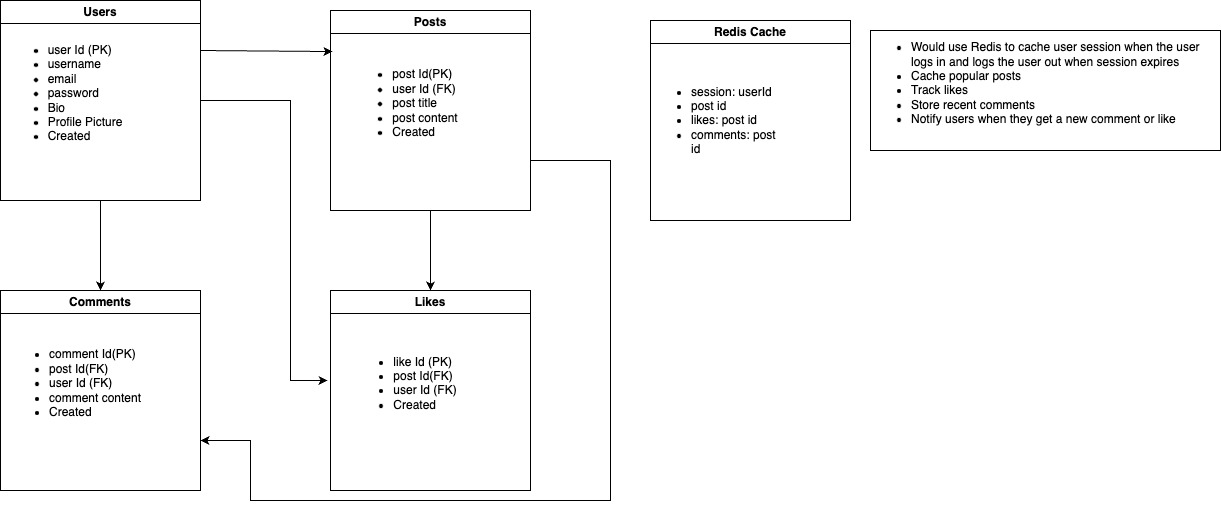 Users
• user Id (PK)
• username
• email
• password
• Bio
• Profile Picture
• Created
Posts
• post Id(PK)
• user Id (FK)
• post title
• post content
• Created
Redis Cache
• session: userId
• post id
• likes: post id
• comments: post
id
• Would use Redis to cache user session when the user
logs in and logs the user out when session expires
• Cache popular posts
• Track likes
• Store recent comments
• Notify users when they get a new comment or like
Comments
• comment Id(PK)
• post Id(FK)
• user Id (FK)
• comment content
• Created
Likes
• like Id (PK)
• post Id(FK)
• user Id (FK)
• Created